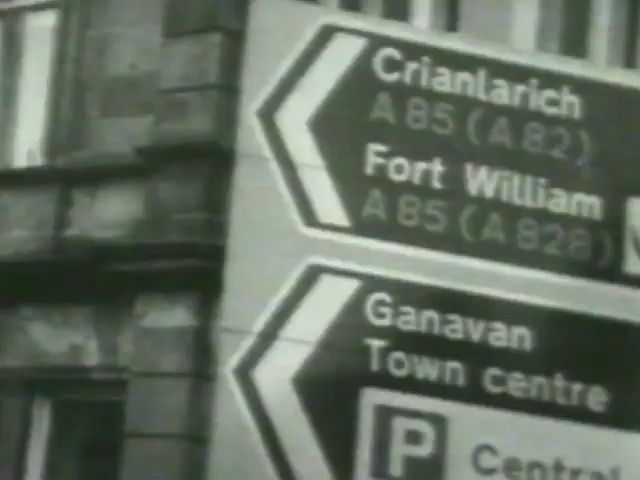 Crianlarich
A 85 (A 82)
Fort William
A 85 (A 828)
Ganavan
Town centre
P Central